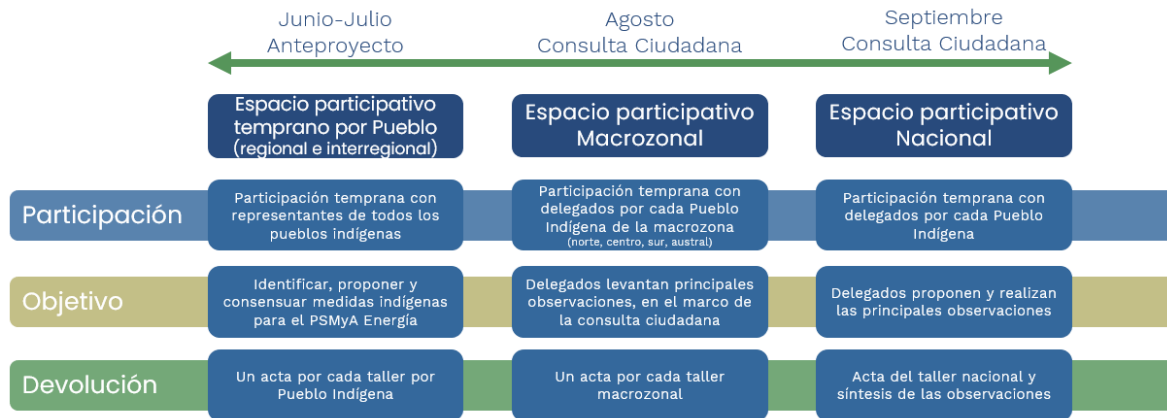 Junio-Julio
Anteproyecto
Agosto
Consulta Ciudadana
Septiembre
Consulta Ciudadana
Espacio participativo
temprano por Pueblo
(regional e interregional)
Espacio participativo
Macrozonal
Espacio participativo
Nacional
Participación
Participación temprana con
representantes de todos los
pueblos indígenas
Participación temprana con
delegados por cada Pueblo
Indígena de la macrozona
(norte, centro, sur, austral)
Participación temprana con
delegados por cada Pueblo
Indígena
Objetivo
Identificar, proponer y
consensuar medidas indígenas
para el PSMyA Energía
Delegados levantan principales
observaciones, en el marco de
la consulta ciudadana
Delegados proponen y realizan
las principales observaciones
Devolución
Un acta por cada taller por
Pueblo Indígena
Un acta por cada taller
macrozonal
Acta del taller nacional y
síntesis de las observaciones